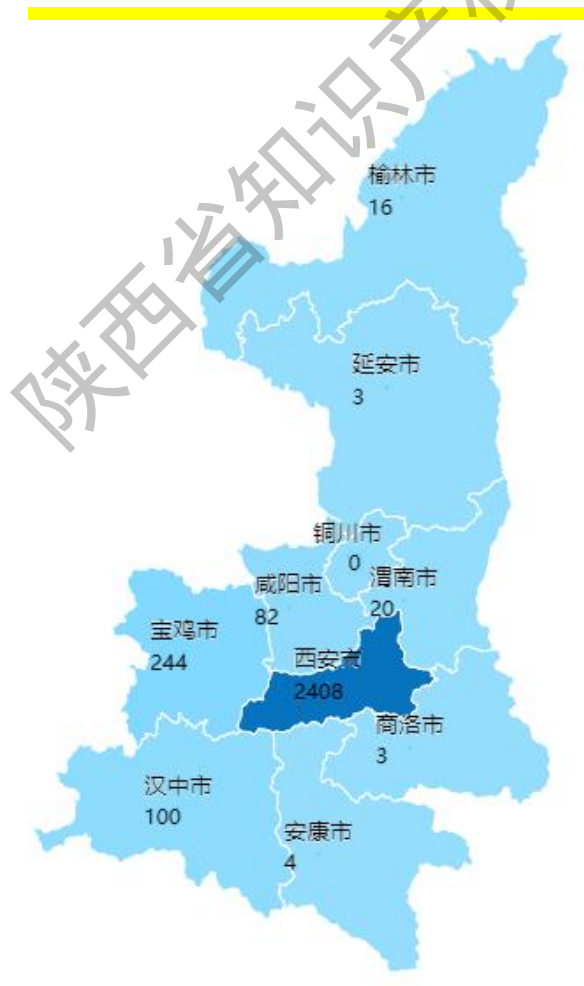 陕西省知识产权
榆林市
16
延安市
3
铜川市
0
渭南市
20
咸阳市
82
宝鸡市
244
西安市
2408
商洛市
3
汉中市
100
安康市
4